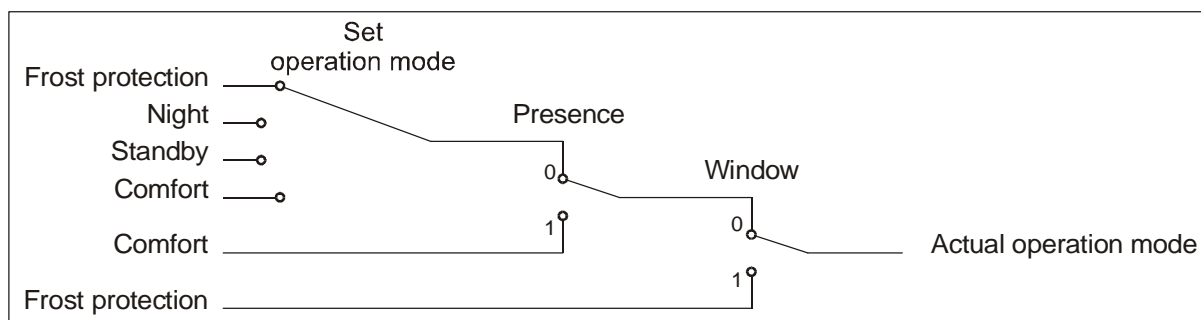 Set
operation mode
Frost protection
Night
Presence
Standby
0
Window
Comfort
1
0
Comfort
Actual operation mode
1
Frost protection